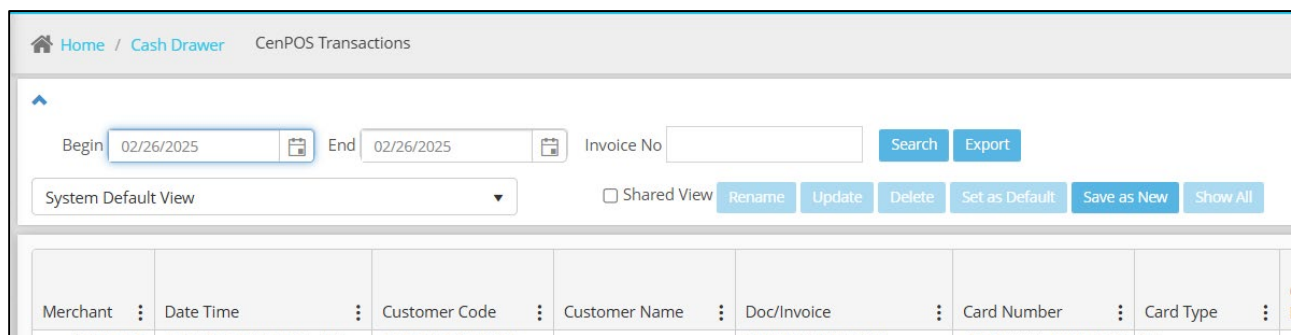 Home / Cash Drawer CenPOS Transactions
Begin 02/26/2025 End 02/26/2025 Invoice No Search Export
System Default View Shared View Rename Update Delete Set as Default Save as New Show All
Merchant Date Time Customer Code Customer Name Doc/Invoice Card Number Card Type